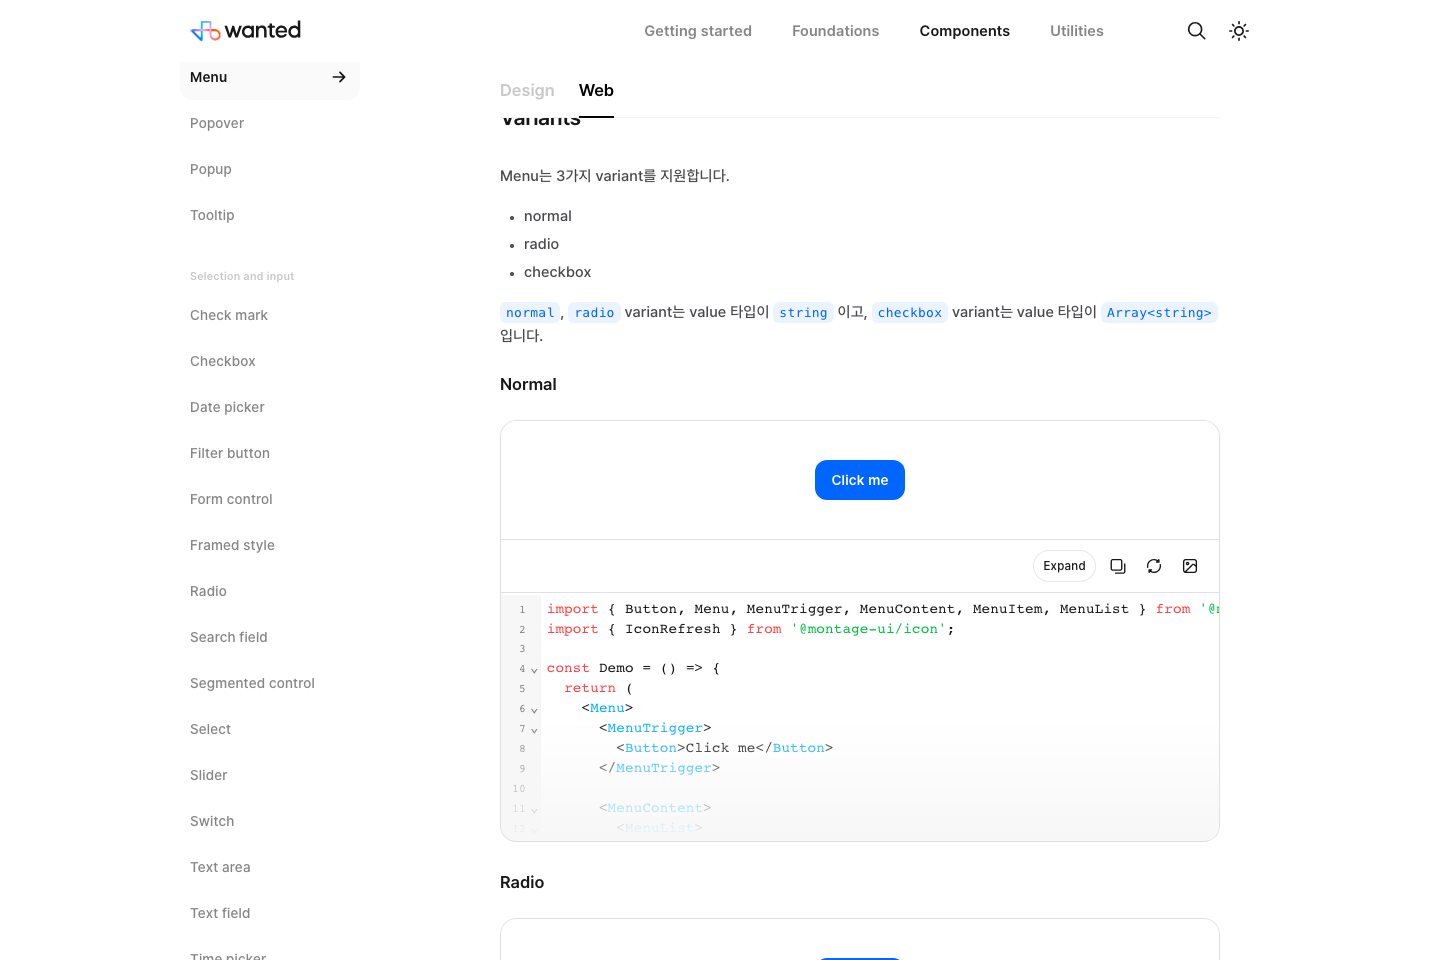 wanted
Getting started
Foundations
Components
Utilities
Menu
Popover
Popup
Tooltip
Selection and input
Check mark
Checkbox
Date picker
Filter button
Form control
Framed style
Radio
Search field
Segmented control
Select
Slider
Switch
Text area
Text field
Time picker
Design
Web
Variants
Menu는 3가지 variant를 지원합니다.
normal
radio
checkbox
normal, radio variant는 value 타입이 string 이고, checkbox variant는 value 타입이 Array<string>
입니다.
Normal
Click me
Expand
1 import { Button, Menu, MenuTrigger, MenuContent, MenuItem, MenuList } from
2 import { IconRefresh } from '@montage-ui/icon';
3
4 const Demo = () => {
5 return (
6 <Menu>
7 <MenuTrigger>
8 <Button>Click me</Button>
9 </MenuTrigger>
10
11 <MenuContent>
12 <MenuList>
Radio